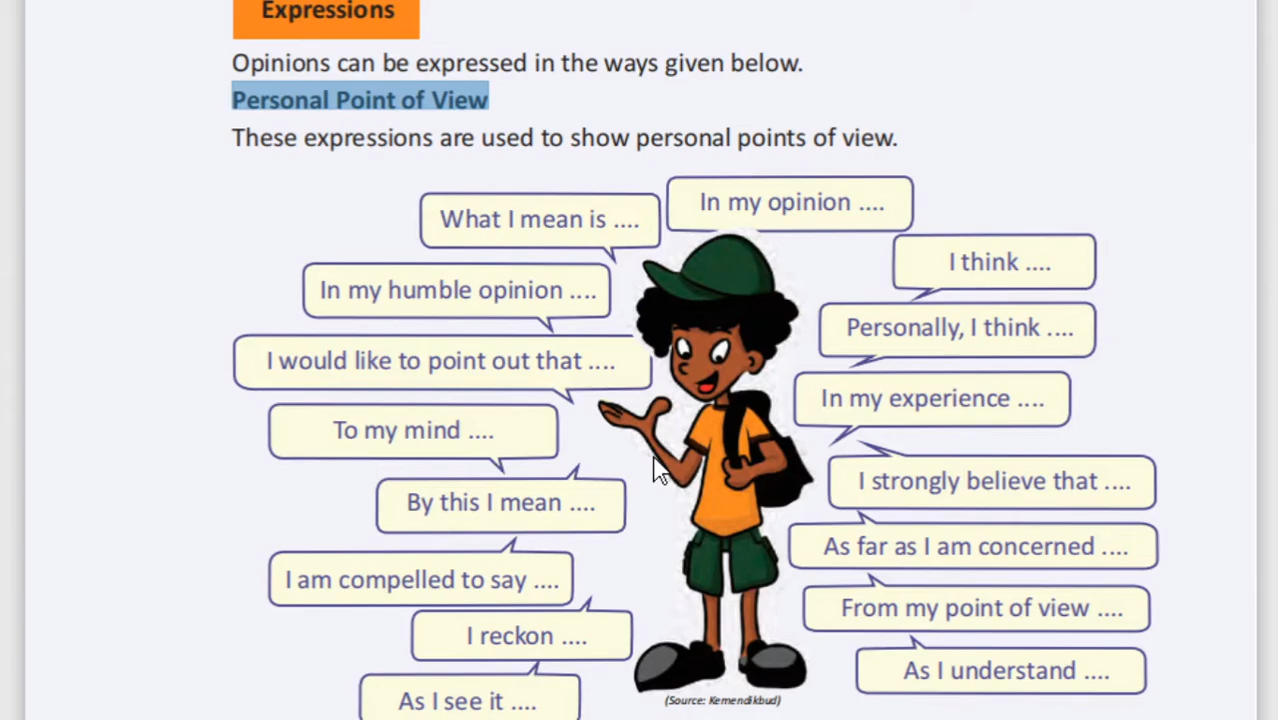 Expressions
Opinions can be expressed in the ways given below.
Personal Point of View
These expressions are used to show personal points of view.
In my opinion ....
What I mean is ....
I think ....
In my humble opinion ....
Personally, I think ....
I would like to point out that ....
In my experience ....
To my mind ....
I strongly believe that ....
By this I mean ....
As far as I am concerned ....
I am compelled to say ....
From my point of view ....
I reckon ....
As I understand ....
As I see it ....
(Source: Kemendikbud)